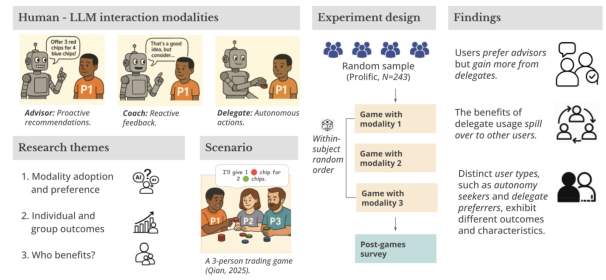 Human - LLM interaction modalities
Offer 3 red
chips for 4
blue chips!
P1
That's a good
idea, but
consider...
P1
P1
Advisor: Proactive
recommendations.
Coach: Reactive
feedback.
Delegate: Autonomous
actions.
Research themes
1. Modality adoption
and preference
AI
AI
2. Individual and
group outcomes
3. Who benefits?
Scenario
I'll give 1 chip for
2 chips.
P1
P2
P3
A 3-person trading game
(Qian, 2025).
Experiment design
Random sample
(Prolific, N=243)
Within-
subject
random
order
Game with
modality 1
Game with
modality 2
Game with
modality 3
Post-games
survey
Findings
Users prefer advisors
but gain more from
delegates.
The benefits of
delegate usage spill
over to other users.
Distinct user types,
such as autonomy
seekers and delegate
preferrers, exhibit
different outcomes
and characteristics.